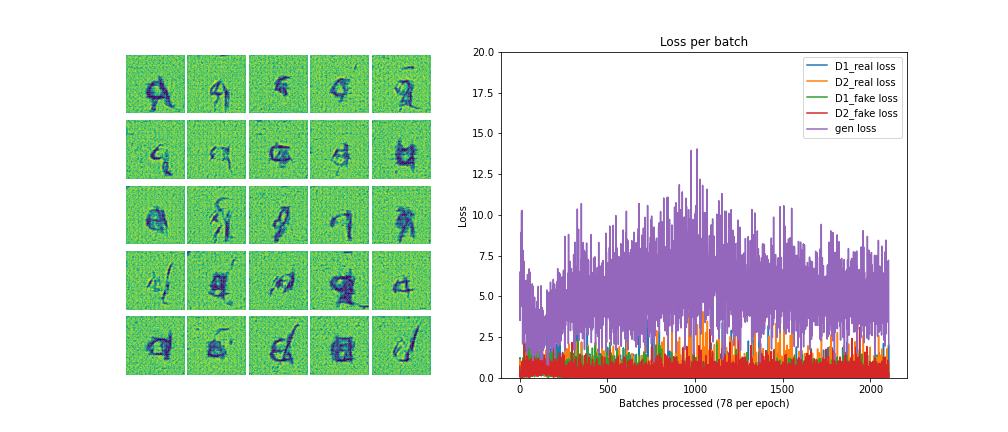 Loss per batch
20.0
17.5
15.0
12.5
10.0
7.5
5.0
2.5
0.0
Loss
D1_real loss
D2_real loss
D1_fake loss
D2_fake loss
gen loss
0
500
1000
1500
2000
Batches processed (78 per epoch)